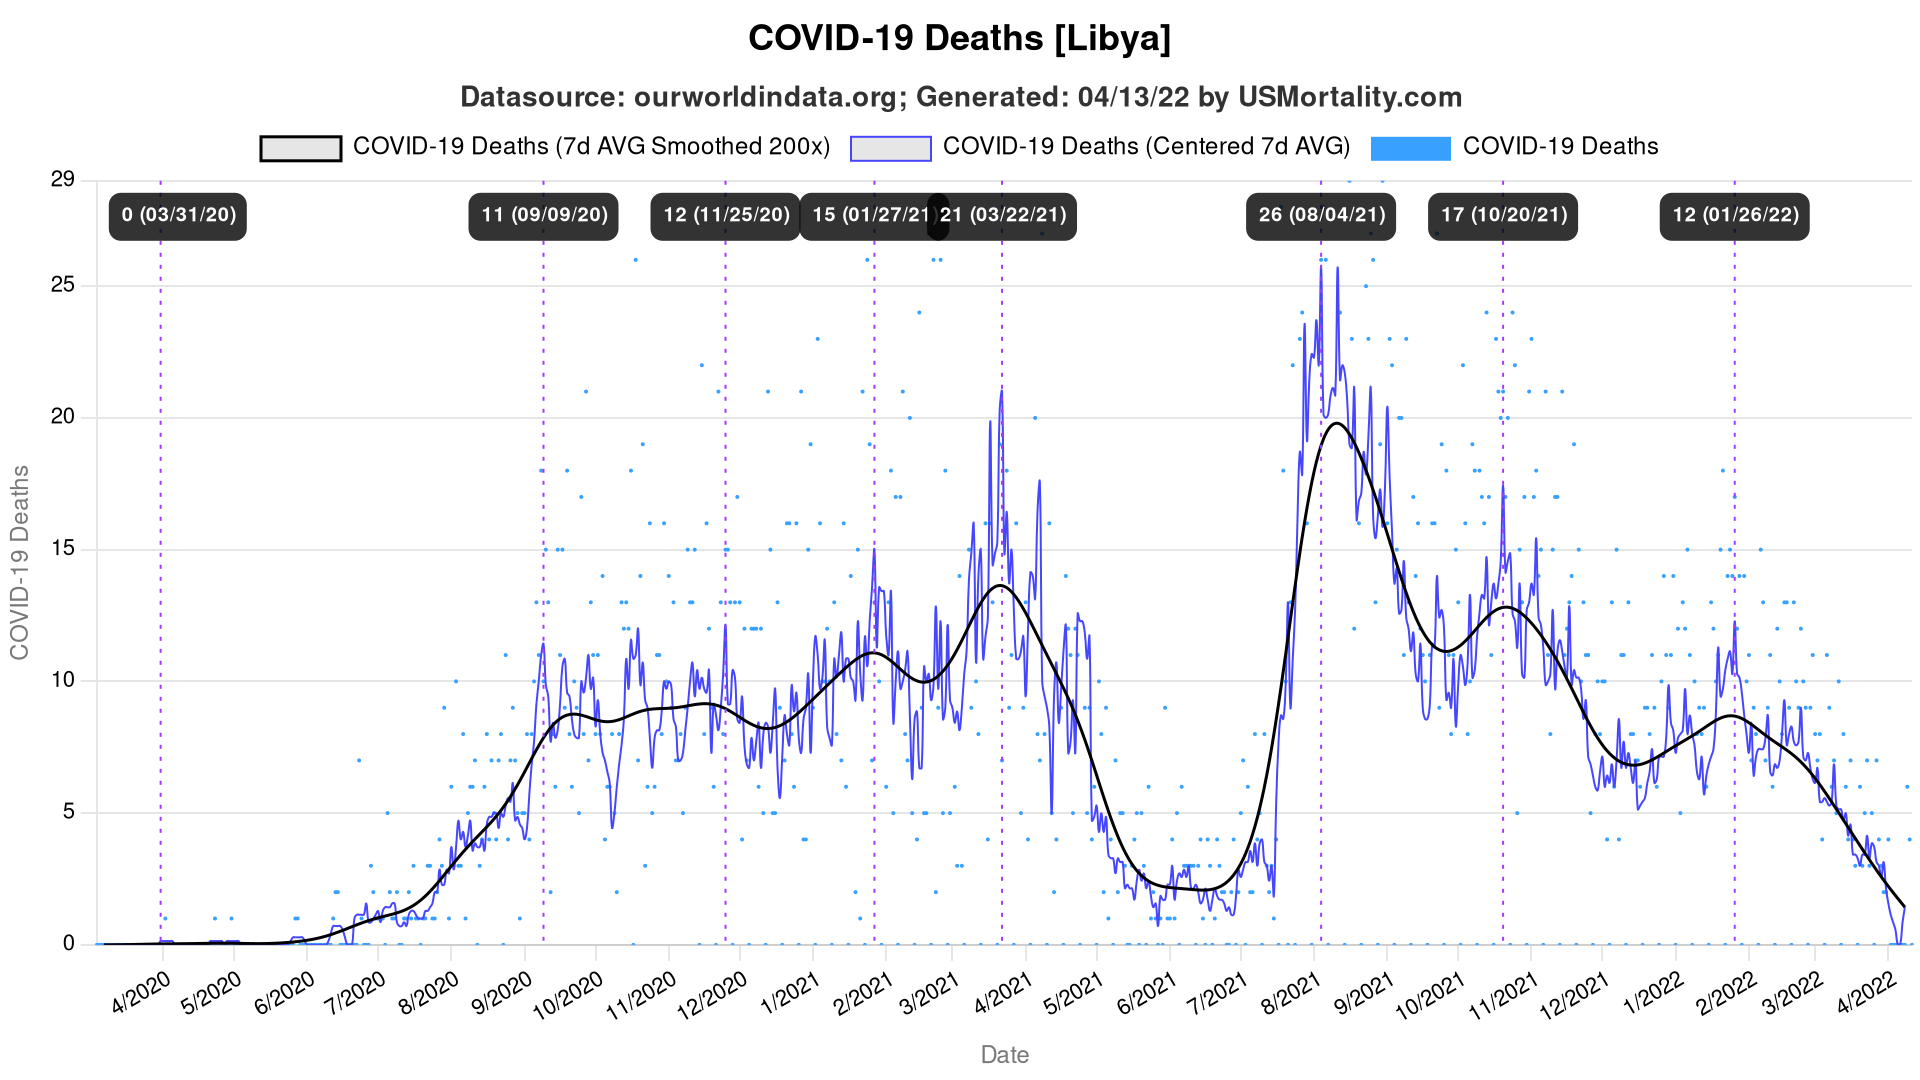 COVID-19 Deaths [Libya]
Datasource: ourworldindata.org; Generated: 04/13/22 by USMortality.com
COVID-19 Deaths (7d AVG Smoothed 200x) COVID-19 Deaths (Centered 7d AVG) COVID-19 Deaths
29
0 (03/31/20) 11 (09/09/20) 12 (11/25/20) 15 (01/27/21) 21 (03/22/21) 26 (08/04/21) 17 (10/20/21) 12 (01/26/22)
25
20
15
10
5
0
COVID-19 Deaths
4/2020 5/2020 6/2020 7/2020 8/2020 9/2020 10/2020 11/2020 12/2020 1/2021 2/2021 3/2021 4/2021 5/2021 6/2021 7/2021 8/2021 9/2021 10/2021 11/2021 12/2021 1/2022 2/2022 3/2022 4/2022
Date